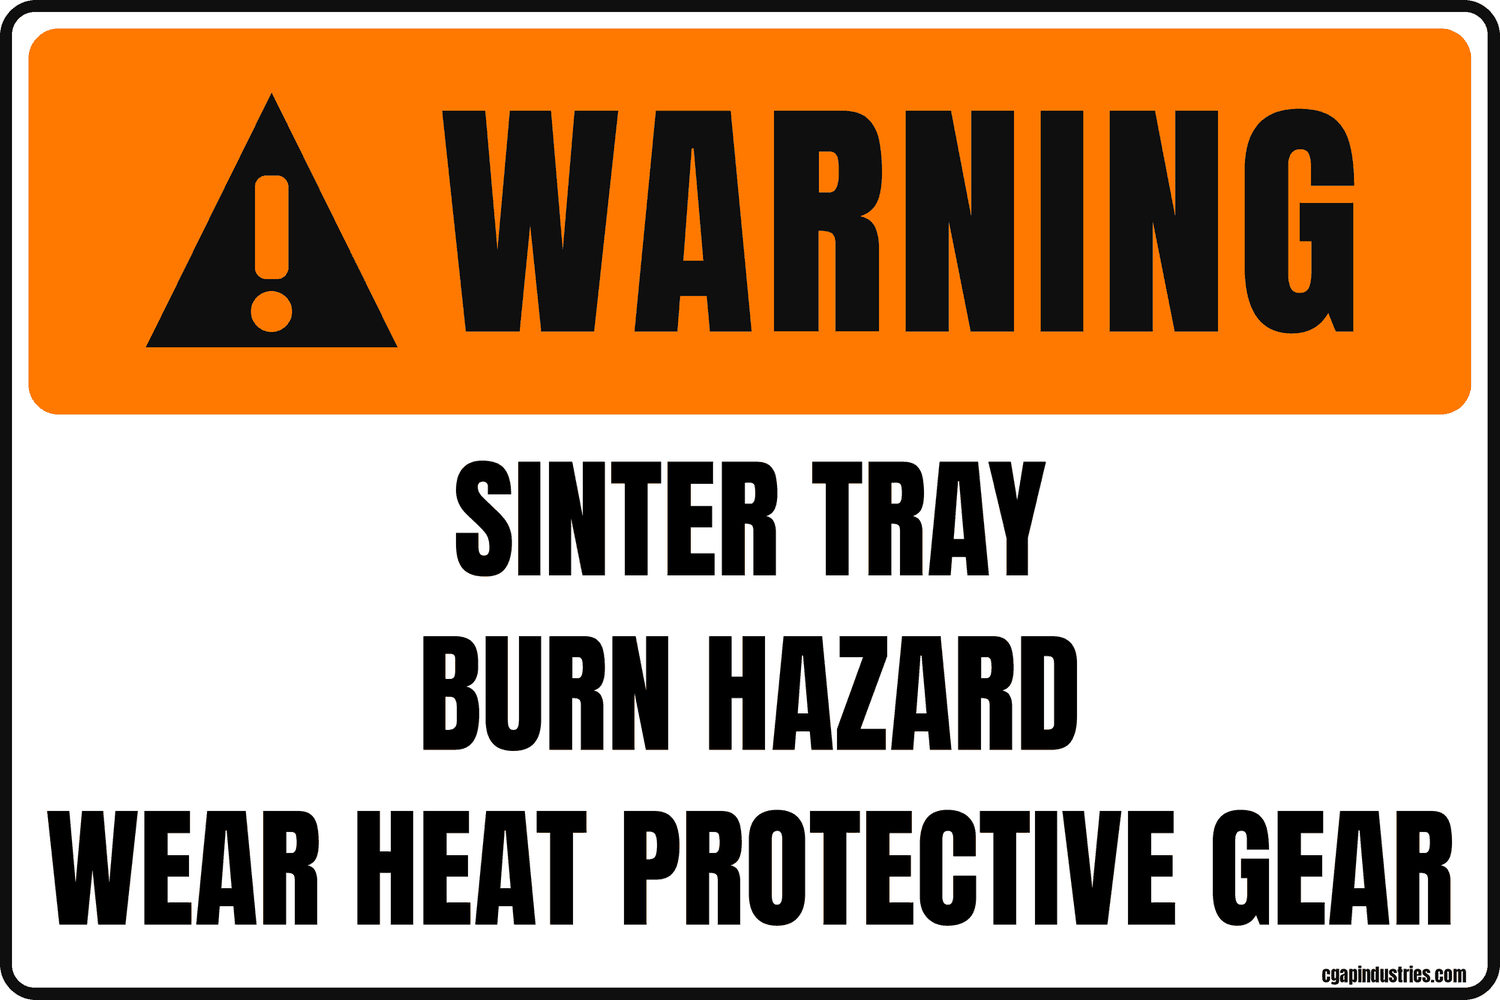 WARNING
SINTER TRAY
BURN HAZARD
WEAR HEAT PROTECTIVE GEAR
cgapindustries.com